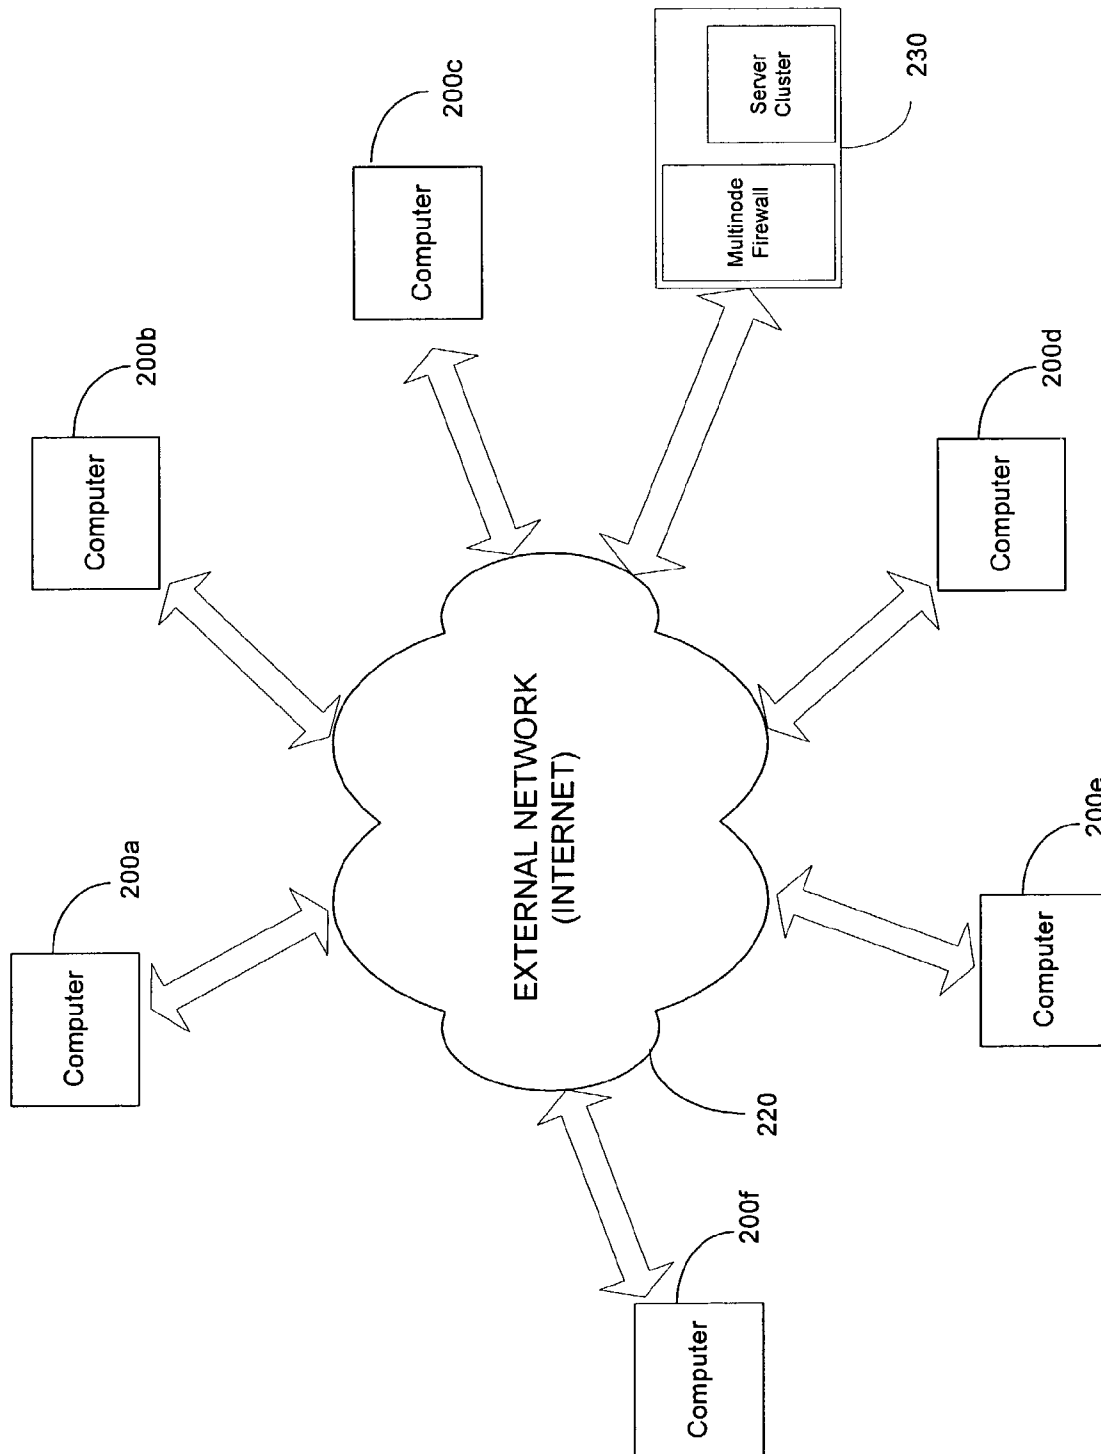 Computer
200a
Computer
200b
Computer
200c
Multinode
Firewall
Server
Cluster
230
EXTERNAL NETWORK
(INTERNET)
220
Computer
200f
Computer
200e
Computer
200d